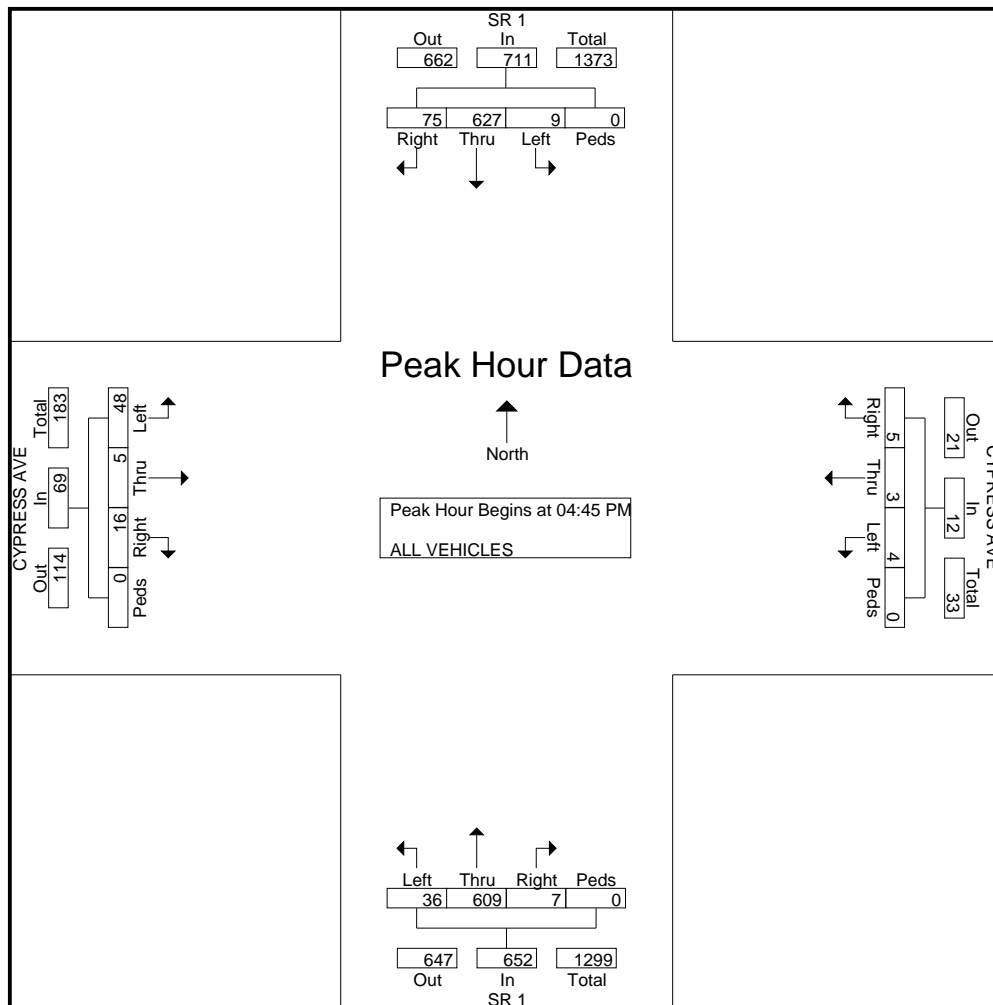 SR 1
Out In Total
662 711 1373
75 627 9 0
Right Thru Left Peds
Peak Hour Data
North
Peak Hour Begins at 04:45 PM
ALL VEHICLES
CYPRESS AVE
Out In Total
114 69 183
0 16 5 48
Peds Right Thru Left
Right Thru Left Peds
5 3 4 0
21 12 33
Out In Total
CYPRESS AVE
Left Thru Right Peds
36 609 7 0
647 652 1299
Out In Total
SR 1